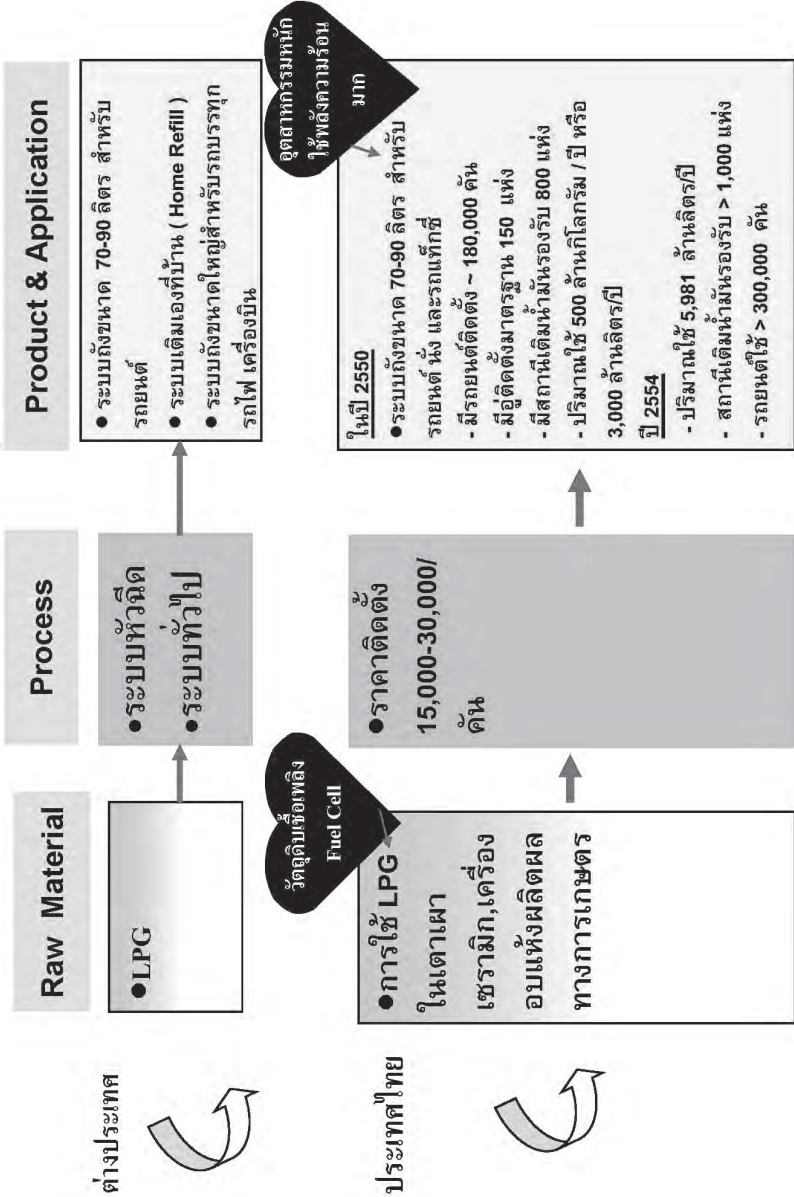 Raw Material
Process
Product & Application
ต่างประเทศ
●LPG
●ระบบหัวฉีด
●ระบบทั่วไป
● ระบบถังขนาด 70-90 ลิตร สำหรับ
รถยนต์
●ระบบเติมเองที่บ้าน ( Home Refill )
● ระบบถังขนาดใหญ่สำหรับรถบรรทุก
รถไฟ เครื่องบิน
ประเทศไทย
วัตถุดิบเชื้อเพลิง
Fuel Cell
●การใช้ LPG
ในเตาเผา
เซรามิก,เครื่อง
อบแห้งผลิตผล
ทางการเกษตร
●ราคาติดตั้ง
15,000-30,000/
คัน
อุตสาหกรรมหนัก
ใช้พลังความร้อน
มาก
ในปี 2550
●ระบบถังขนาด 70-90 ลิตร สำหรับ
รถยนต์ นั่ง และรถแท็กซี่
- มีรถยนต์ติดตั้ง ~ 180,000 คัน
- มีอู่ติดตั้งมาตรฐาน 150 แห่ง
- มีสถานีเติมน้ำมันรองรับ 800 แห่ง
- ปริมาณใช้ 500 ล้านกิโลกรัม / ปี หรือ
3,000 ล้านลิตร/ปี
ปี 2554
- ปริมาณใช้ 5,981 ล้านลิตร/ปี
- สถานีเติมน้ำมันรองรับ > 1,000 แห่ง
- รถยนต์ใช้ > 300,000 คัน